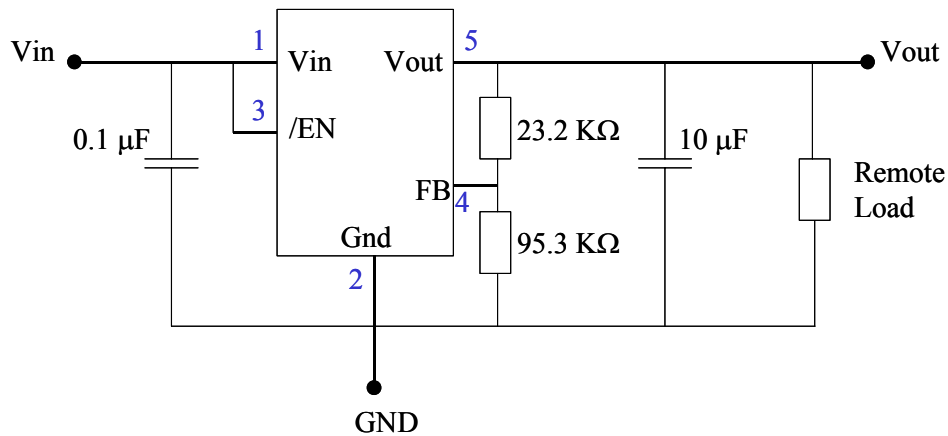 Vin
1
Vin
Vout
5
Vout
3
/EN
0.1 μF
23.2 KΩ
10 μF
Remote
Load
FB
4
Gnd
2
95.3 KΩ
GND